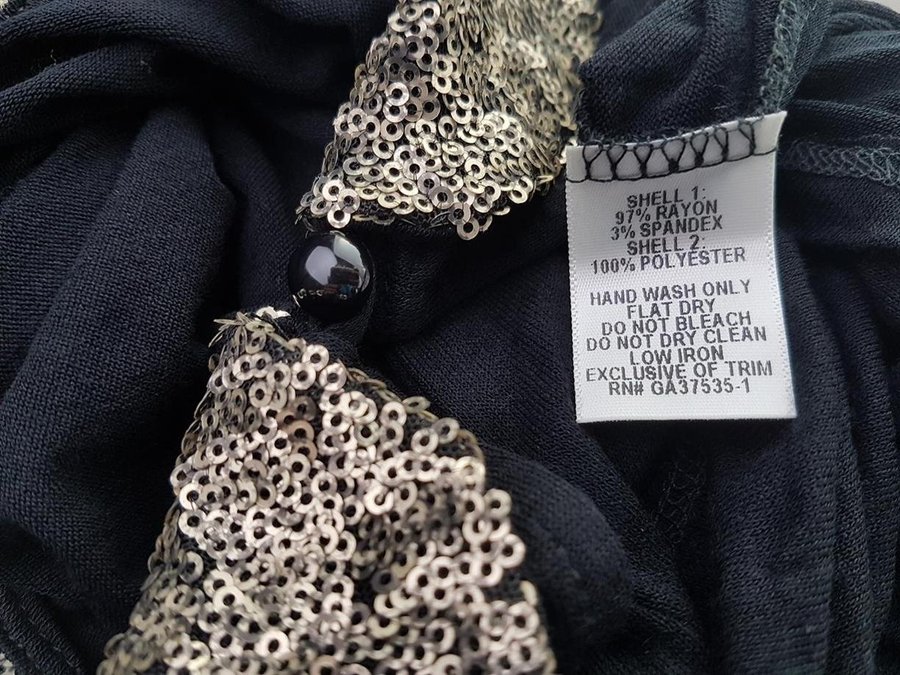 SHELL 1:
97% RAYON
3% SPANDEX
SHELL 2:
100% POLYESTER
HAND WASH ONLY
FLAT DRY
DO NOT BLEACH
DO NOT DRY CLEAN
LOW IRON
EXCLUSIVE OF TRIM
RN# GA37535-1